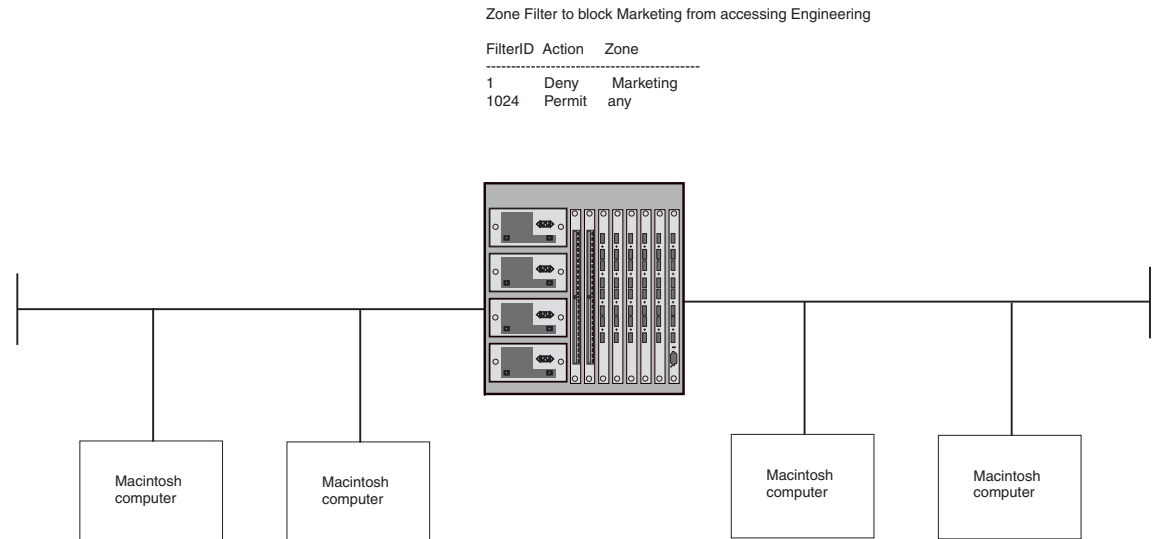 Zone Filter to block Marketing from accessing Engineering
FilterID Action Zone
-------------------------------------------
1 Deny Marketing
1024 Permit any
Macintosh
computer
Macintosh
computer
Macintosh
computer
Macintosh
computer